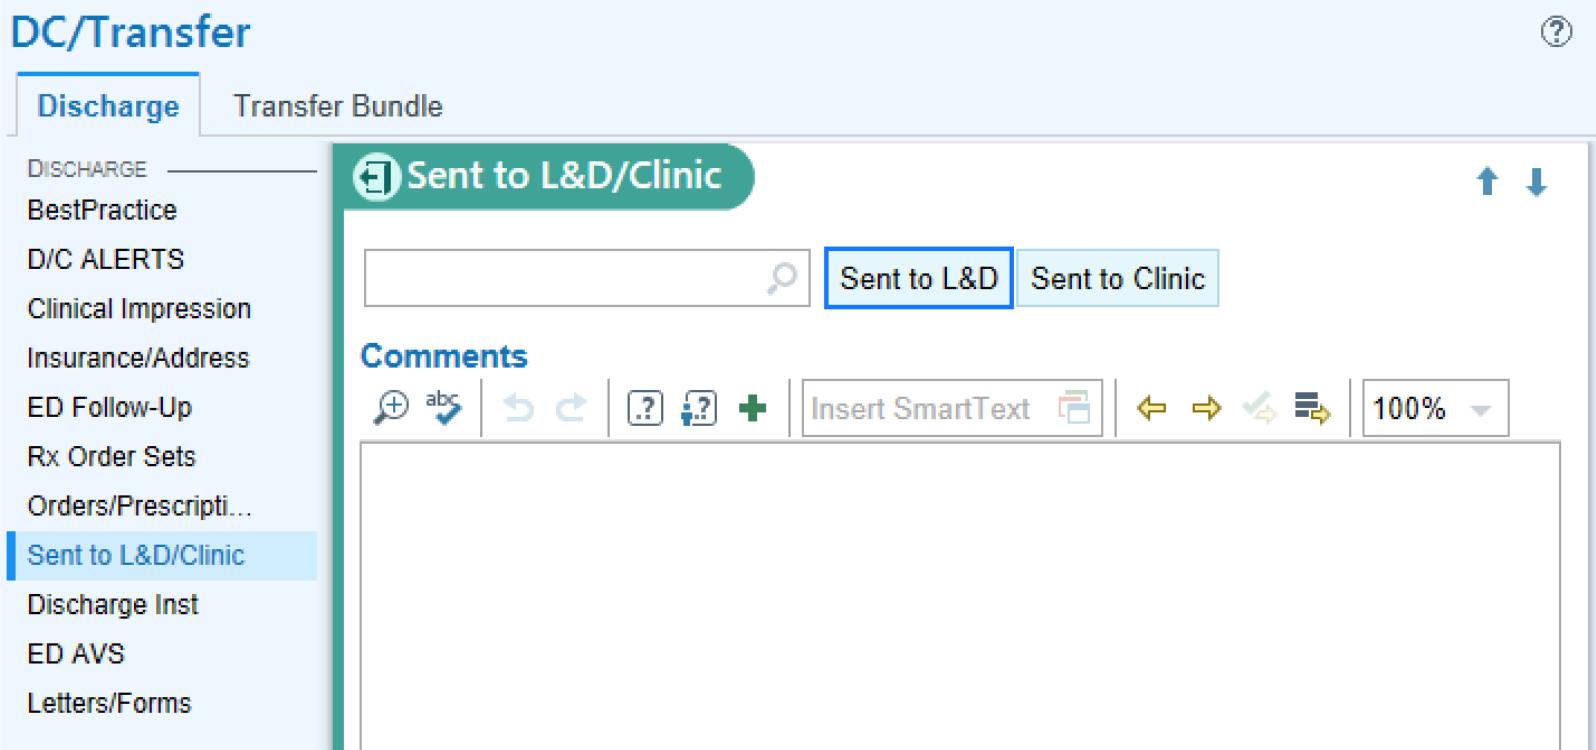 DC/Transfer
Discharge Transfer Bundle
DISCHARGE
BestPractice
D/C ALERTS
Clinical Impression
Insurance/Address
ED Follow-Up
Rx Order Sets
Orders/Prescripti...
Sent to L&D/Clinic
Discharge Inst
ED AVS
Letters/Forms
Sent to L&D/Clinic
Sent to L&D Sent to Clinic
Comments
abc Insert SmartText 100%